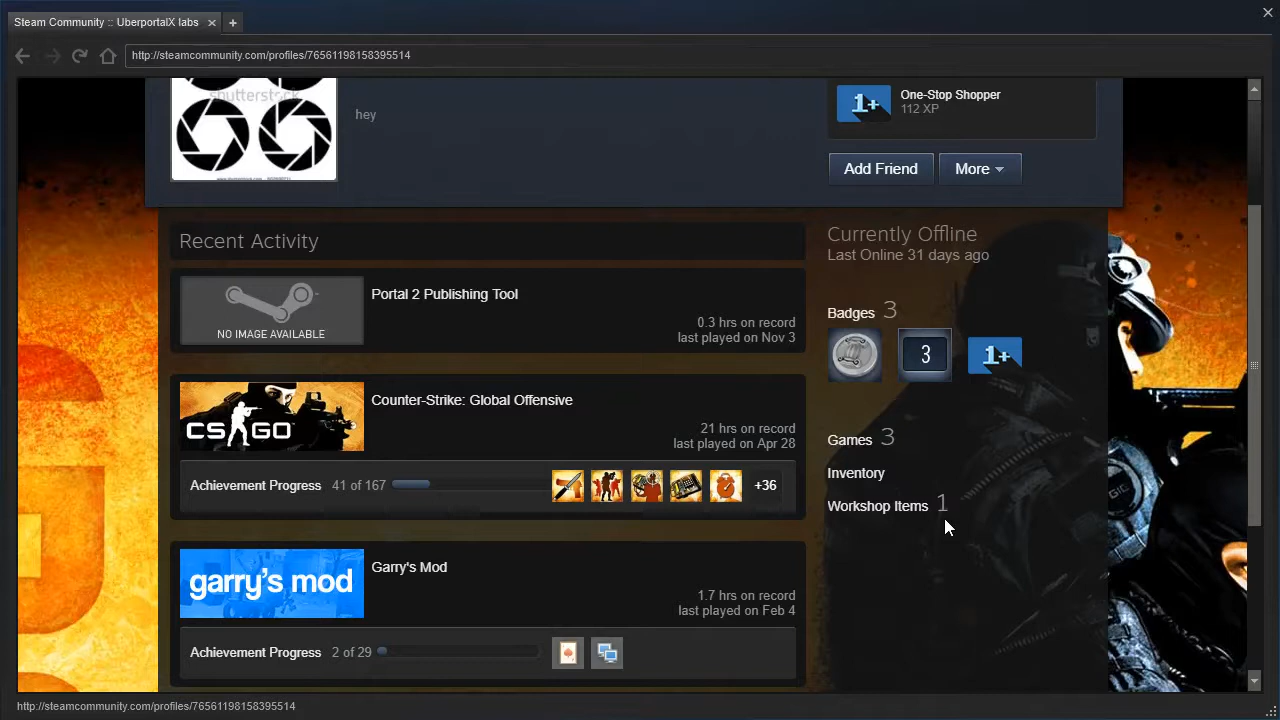 Steam Community :: UberportalX labs
http://steamcommunity.com/profiles/76561198158395514
shutterstock
hey
1+
One-Stop Shopper
112 XP
Add Friend
More
Recent Activity
Currently Offline
Last Online 31 days ago
NO IMAGE AVAILABLE
Portal 2 Publishing Tool
0.3 hrs on record
last played on Nov 3
Badges 3
3
1+
CS GO
Counter-Strike: Global Offensive
21 hrs on record
last played on Apr 28
Achievement Progress 41 of 167
+36
Games 3
Inventory
Workshop Items 1
garry's mod
Garry's Mod
1.7 hrs on record
last played on Feb 4
Achievement Progress 2 of 29
http://steamcommunity.com/profiles/76561198158395514